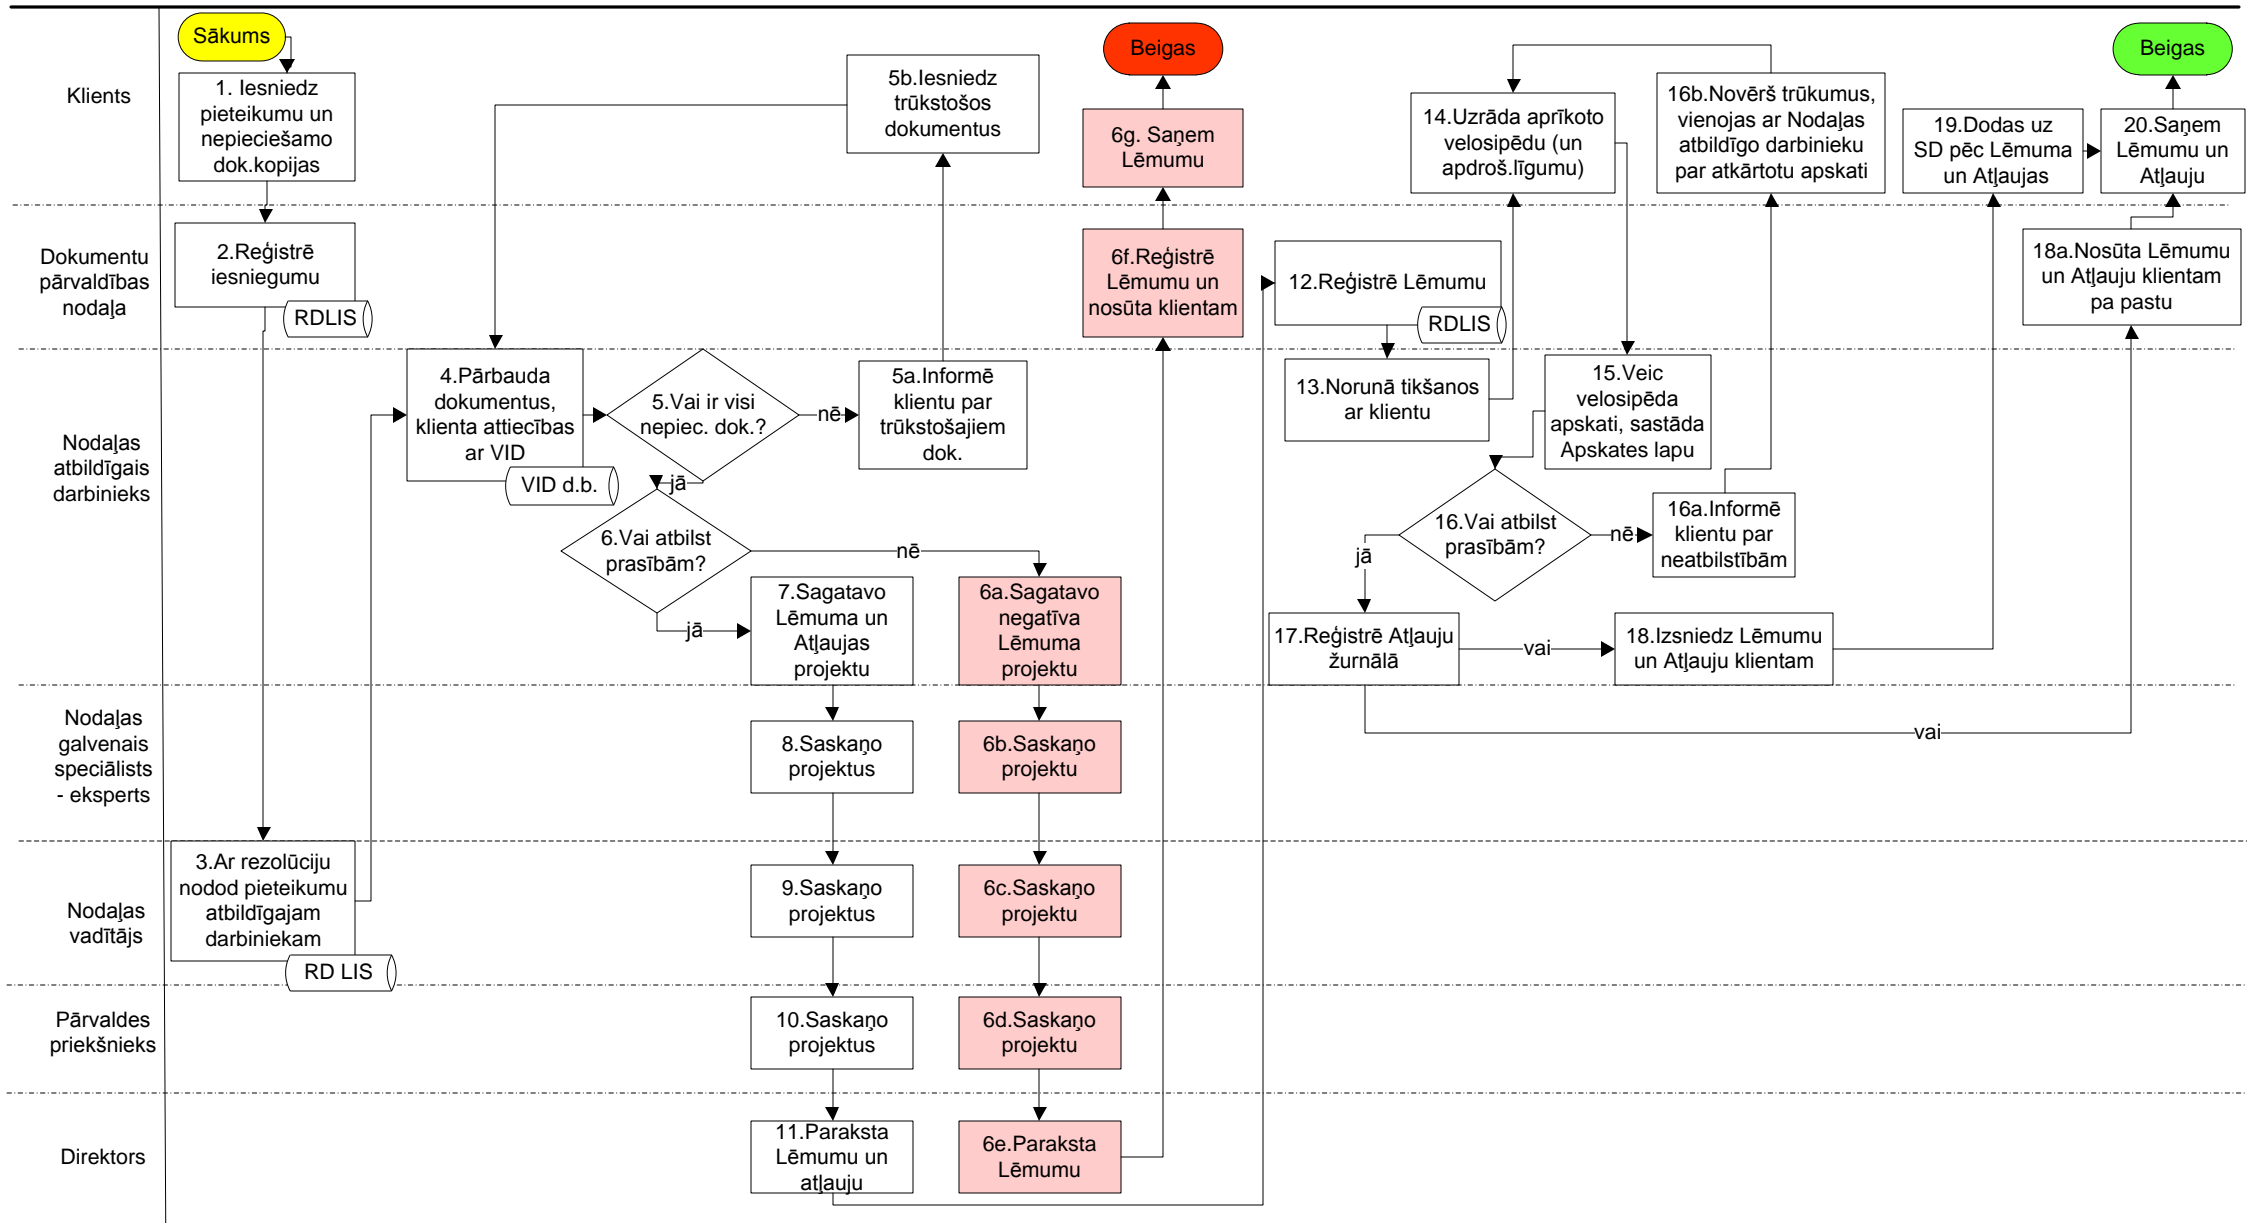 Klients
Sākums
1. Iesniedz
pieteikumu un
nepieciešamo
dok.kopijas
5b.Iesniedz
trūkstošos
dokumentus
Beigas
6g. Saņem
Lēmumu
14.Uzrāda aprīkoto
velosipēdu (un
apdroš.līgumu)
16b.Novērš trūkumus,
vienojas ar Nodaļas
atbildīgo darbinieku
par atkārtotu apskati
19.Dodas uz
SD pēc Lēmuma
un Atļaujas
Beigas
20.Saņem
Lēmumu un
Atļauju
Dokumentu
pārvaldības
nodaļa
2.Reģistrē
iesniegumu
RDLIS
6f.Reģistrē
Lēmumu un
nosūta klientam
12.Reģistrē Lēmumu
RDLIS
18a.Nosūta Lēmumu
un Atļauju klientam
pa pastu
Nodaļas
atbildīgais
darbinieks
4.Pārbauda
dokumentus,
klienta attiecības
ar VID
VID d.b.
5.Vai ir visi
nepiec. dok.?
nē
jā
5a.Informē
klientu par
trūkstošajiem
dok.
6.Vai atbilst
prasībām?
nē
jā
7.Sagatavo
Lēmuma un
Atļaujas
projektu
6a.Sagatavo
negatīva
Lēmuma
projektu
13.Norunā tikšanos
ar klientu
15.Veic
velosipēda
apskati, sastāda
Apskates lapu
16.Vai atbilst
prasībām?
nē
jā
16a.Informē
klientu par
neatbilstībām
17.Reģistrē Atļauju
žurnālā
vai
18.Izsniedz Lēmumu
un Atļauju klientam
Nodaļas
galvenais
speciālists
- eksperts
8.Saskaņo
projektus
6b.Saskaņo
projektu
vai
Nodaļas
vadītājs
3.Ar rezolūciju
nodod pieteikumu
atbildīgajam
darbiniekam
RD LIS
9.Saskaņo
projektus
6c.Saskaņo
projektu
Pārvaldes
priekšnieks
10.Saskaņo
projektus
6d.Saskaņo
projektu
Direktors
11.Paraksta
Lēmumu un
atļauju
6e.Paraksta
Lēmumu